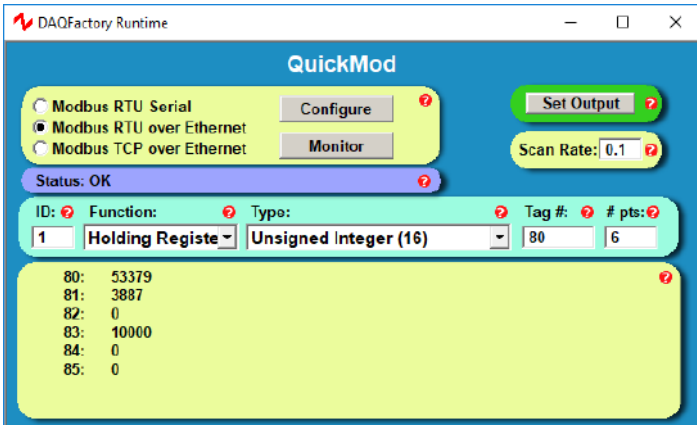 DAQFactory Runtime
QuickMod
Modbus RTU Serial
Modbus RTU over Ethernet
Modbus TCP over Ethernet
Configure
Monitor
Set Output
Scan Rate: 0.1
Status: OK
ID: Function: Type: Tag #: # pts:
1 Holding Registe Unsigned Integer (16) 80 6
80: 53379
81: 3887
82: 0
83: 10000
84: 0
85: 0